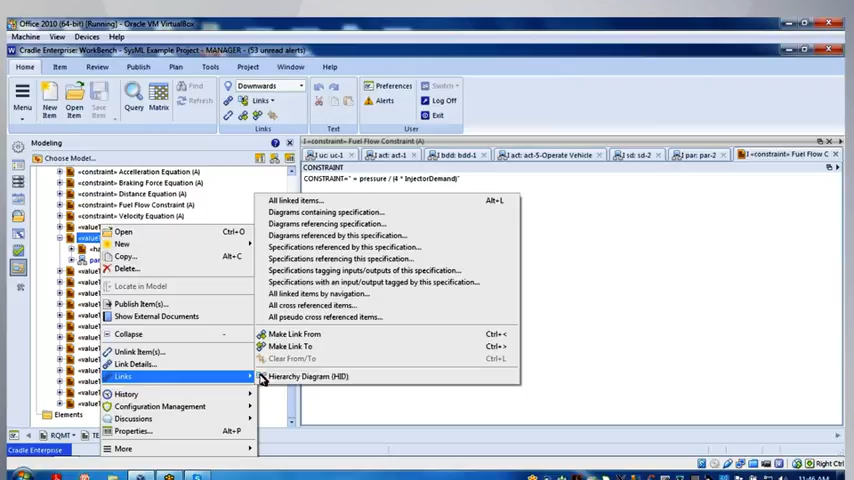 Office 2010 (64-bit) [Running] - Oracle VM VirtualBox
Machine View Devices Help
Cradle Enterprise: WorkBench - SysML Example Project - MANAGER - (53 unread alerts)
Home Item Review Publish Plan Tools Project Window Help
Menu
New Item
Open Item
Find
Refresh
Query Matrix
Downwards
Links
Links
Text
Preferences
Alerts
Switch
Log Off
Exit
User
Modeling
Choose Model...
«constraint» Acceleration Equation (A)
«constraint» Braking Force Equation (A)
«constraint» Distance Equation (A)
«constraint» Fuel Flow Constraint (A)
«constraint» Velocity Equation (A)
Elements
RQMT
Cradle Enterprise
I «constraint» Fuel Flow Constraint (A)
I uc: uc-1
I act: act-1
I bdd: bdd-1
I act: act-5-Operate Vehicle
I sd: sd-2
I par: par-2
I «constraint» Fuel Flow C...
CONSTRAINT
CONSTRAINT=" = pressure / (4 * InjectorDemand)"
Open Ctrl+O
New
Copy... Alt+C
Delete...
Locate in Model
Publish Item(s)...
Show External Documents
Collapse -
Unlink Item(s)...
Link Details...
Links
History
Configuration Management
Discussions
Properties... Alt+P
More
All linked items... Alt+L
Diagrams containing specification...
Diagrams referencing specification...
Diagrams referenced by this specification...
Specifications referenced by this specification...
Specifications referencing this specification...
Specifications tagging inputs/outputs of this specification...
Specifications with an input/output tagged by this specification...
All linked items by navigation...
All cross referenced items...
All pseudo cross referenced items...
Make Link From Ctrl+<
Make Link To Ctrl+>
Clear From/To Ctrl+L
Hierarchy Diagram (HID)
Right Ctrl
11:46 AM